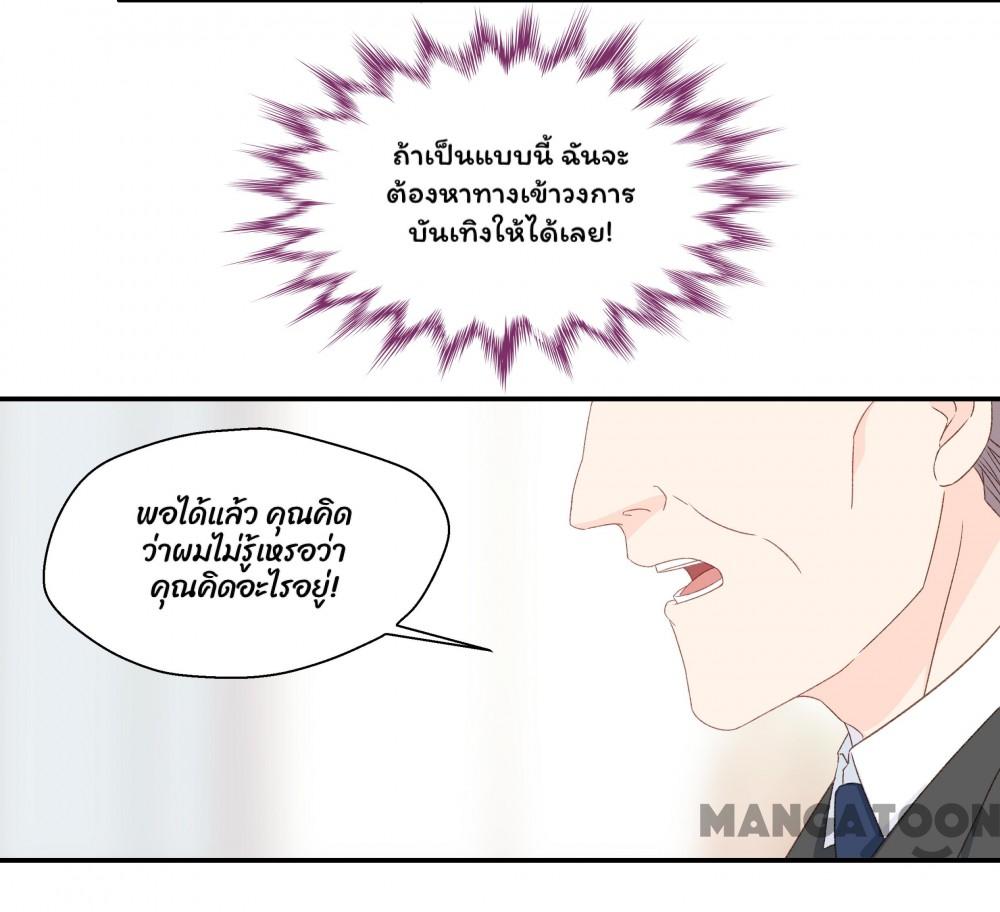 ถ้าเป็นแบบนี้ ฉันจะ
ต้องหาทางเข้าวงการ
บันเทิงให้ได้เลย!
พอได้แล้ว คุณคิด
ว่าผมไม่รู้เหรอว่า
คุณคิดอะไรอยู่!
MANGATOON